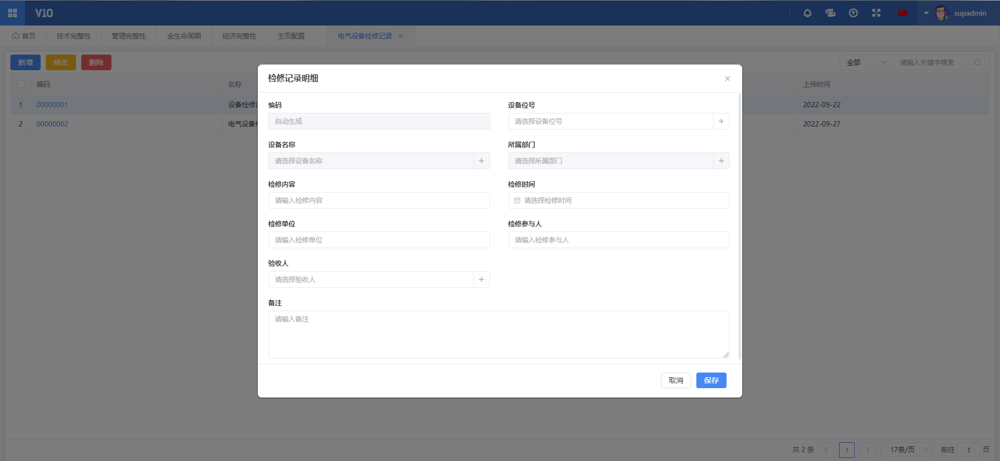 V10
supadmin
首页
技术完整性
管理完整性
全生命周期
经济完整性
主页配置
电气设备检修记录
新增
修改
删除
全部
请输入关键字搜索
编码
名称
上传时间
1
00000001
设备检修
2022-09-22
2
00000002
电气设备
2022-09-27
检修记录明细
编码
设备位号
自动生成
请选择设备位号
设备名称
所属部门
请选择设备名称
请选择所属部门
检修内容
检修时间
请输入检修内容
请选择检修时间
检修单位
检修参与人
请输入检修单位
请输入检修参与人
验收人
请选择验收人
备注
请输入备注
取消
保存
共 2 条
1
17条/页
前往
1
页